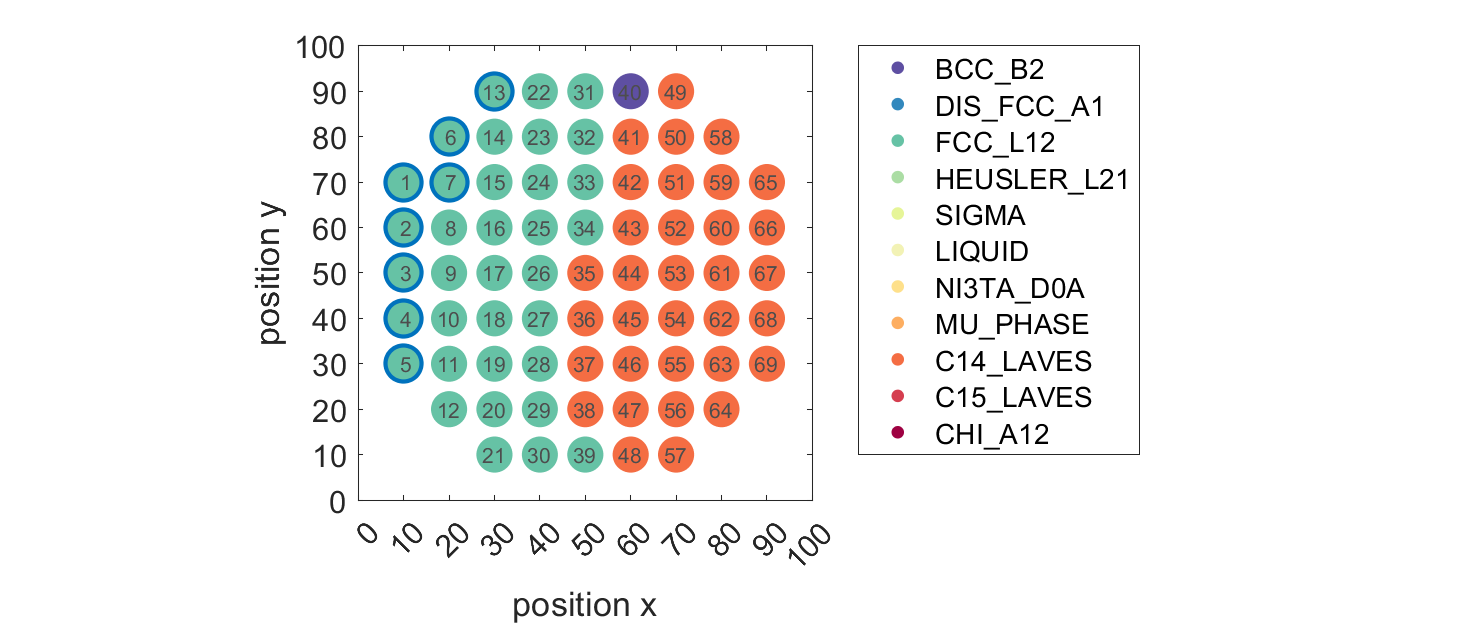 100
90
80
70
60
50
40
30
20
10
0
position y
13 22 31 40 49
6 14 23 32 41 50 58
1 7 15 24 33 42 51 59 65
2 8 16 25 34 43 52 60 66
3 9 17 26 35 44 53 61 67
4 10 18 27 36 45 54 62 68
5 11 19 28 37 46 55 63 69
12 20 29 38 47 56 64
21 30 39 48 57
0 10 20 30 40 50 60 70 80 90 100
position x
BCC_B2
DIS_FCC_A1
FCC_L12
HEUSLER_L21
SIGMA
LIQUID
NI3TA_D0A
MU_PHASE
C14_LAVES
C15_LAVES
CHI_A12